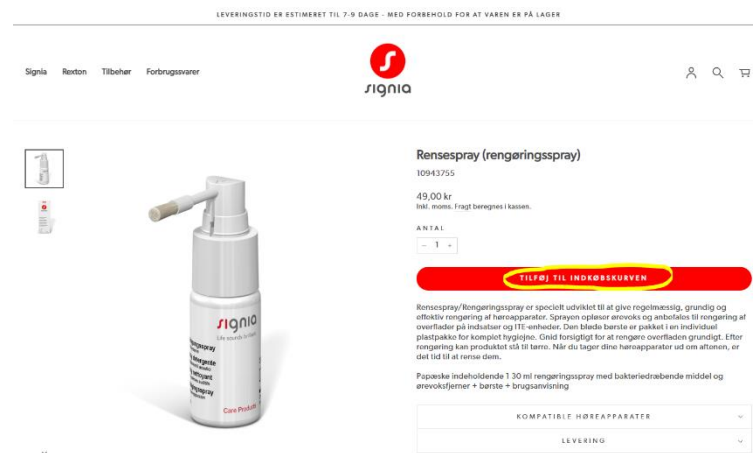 LEVERINGSTID ER ESTIMERET TIL 7-9 DAGE - MED FORBEHOLD FOR AT VAREN ER PÅ LAGER
Signia Rexton Tilbehør Forbrugssvarer
signia
Rensespray (rengøringsspray)
10943755
49,00 kr
Inkl. moms. Fragt beregnes i kassen.
ANTAL
- 1 +
TILFØJ TIL INDKØBSKURVEN
Rensespray/Rengøringsspray er specielt udviklet til at give regelmæssig, grundig og
effektiv rengøring af høreapparater. Sprayen opløser ørevoks og anbefales til rengøring af
overflader på indsatser og ITE-enheder. Den bløde børste er pakket i en individuel
plastpakke for komplet hygiejne. Gnid forsigtigt for at rengøre overfladen grundigt. Efter
rengøring kan produktet stå til tørre. Når du tager dine høreapparater ud om aftenen, er
det tid til at rense dem.
Papæske indeholdende 1 30 ml rengøringsspray med bakteriedræbende middel og
ørevoksfjerner + børste + brugsanvisning
KOMPATIBLE HØREAPPARATER
LEVERING
signia
Life sounds brilliant.
Care Products